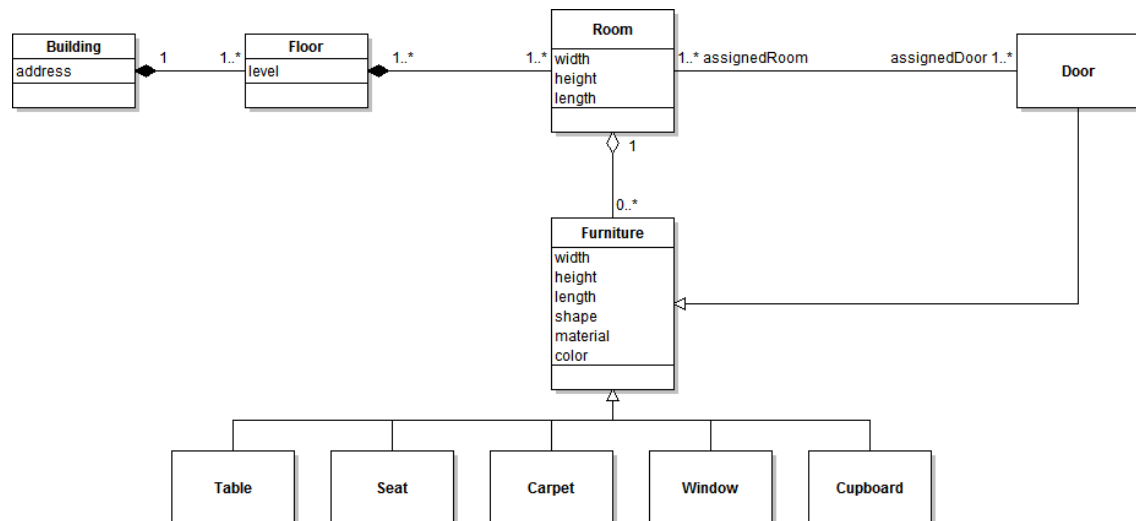 Building
address
1
1..*
Floor
level
1..*
1..*
Room
width
height
length
1..* assignedRoom
assignedDoor 1..*
Door
1
0..*
Furniture
width
height
length
shape
material
color
Table
Seat
Carpet
Window
Cupboard